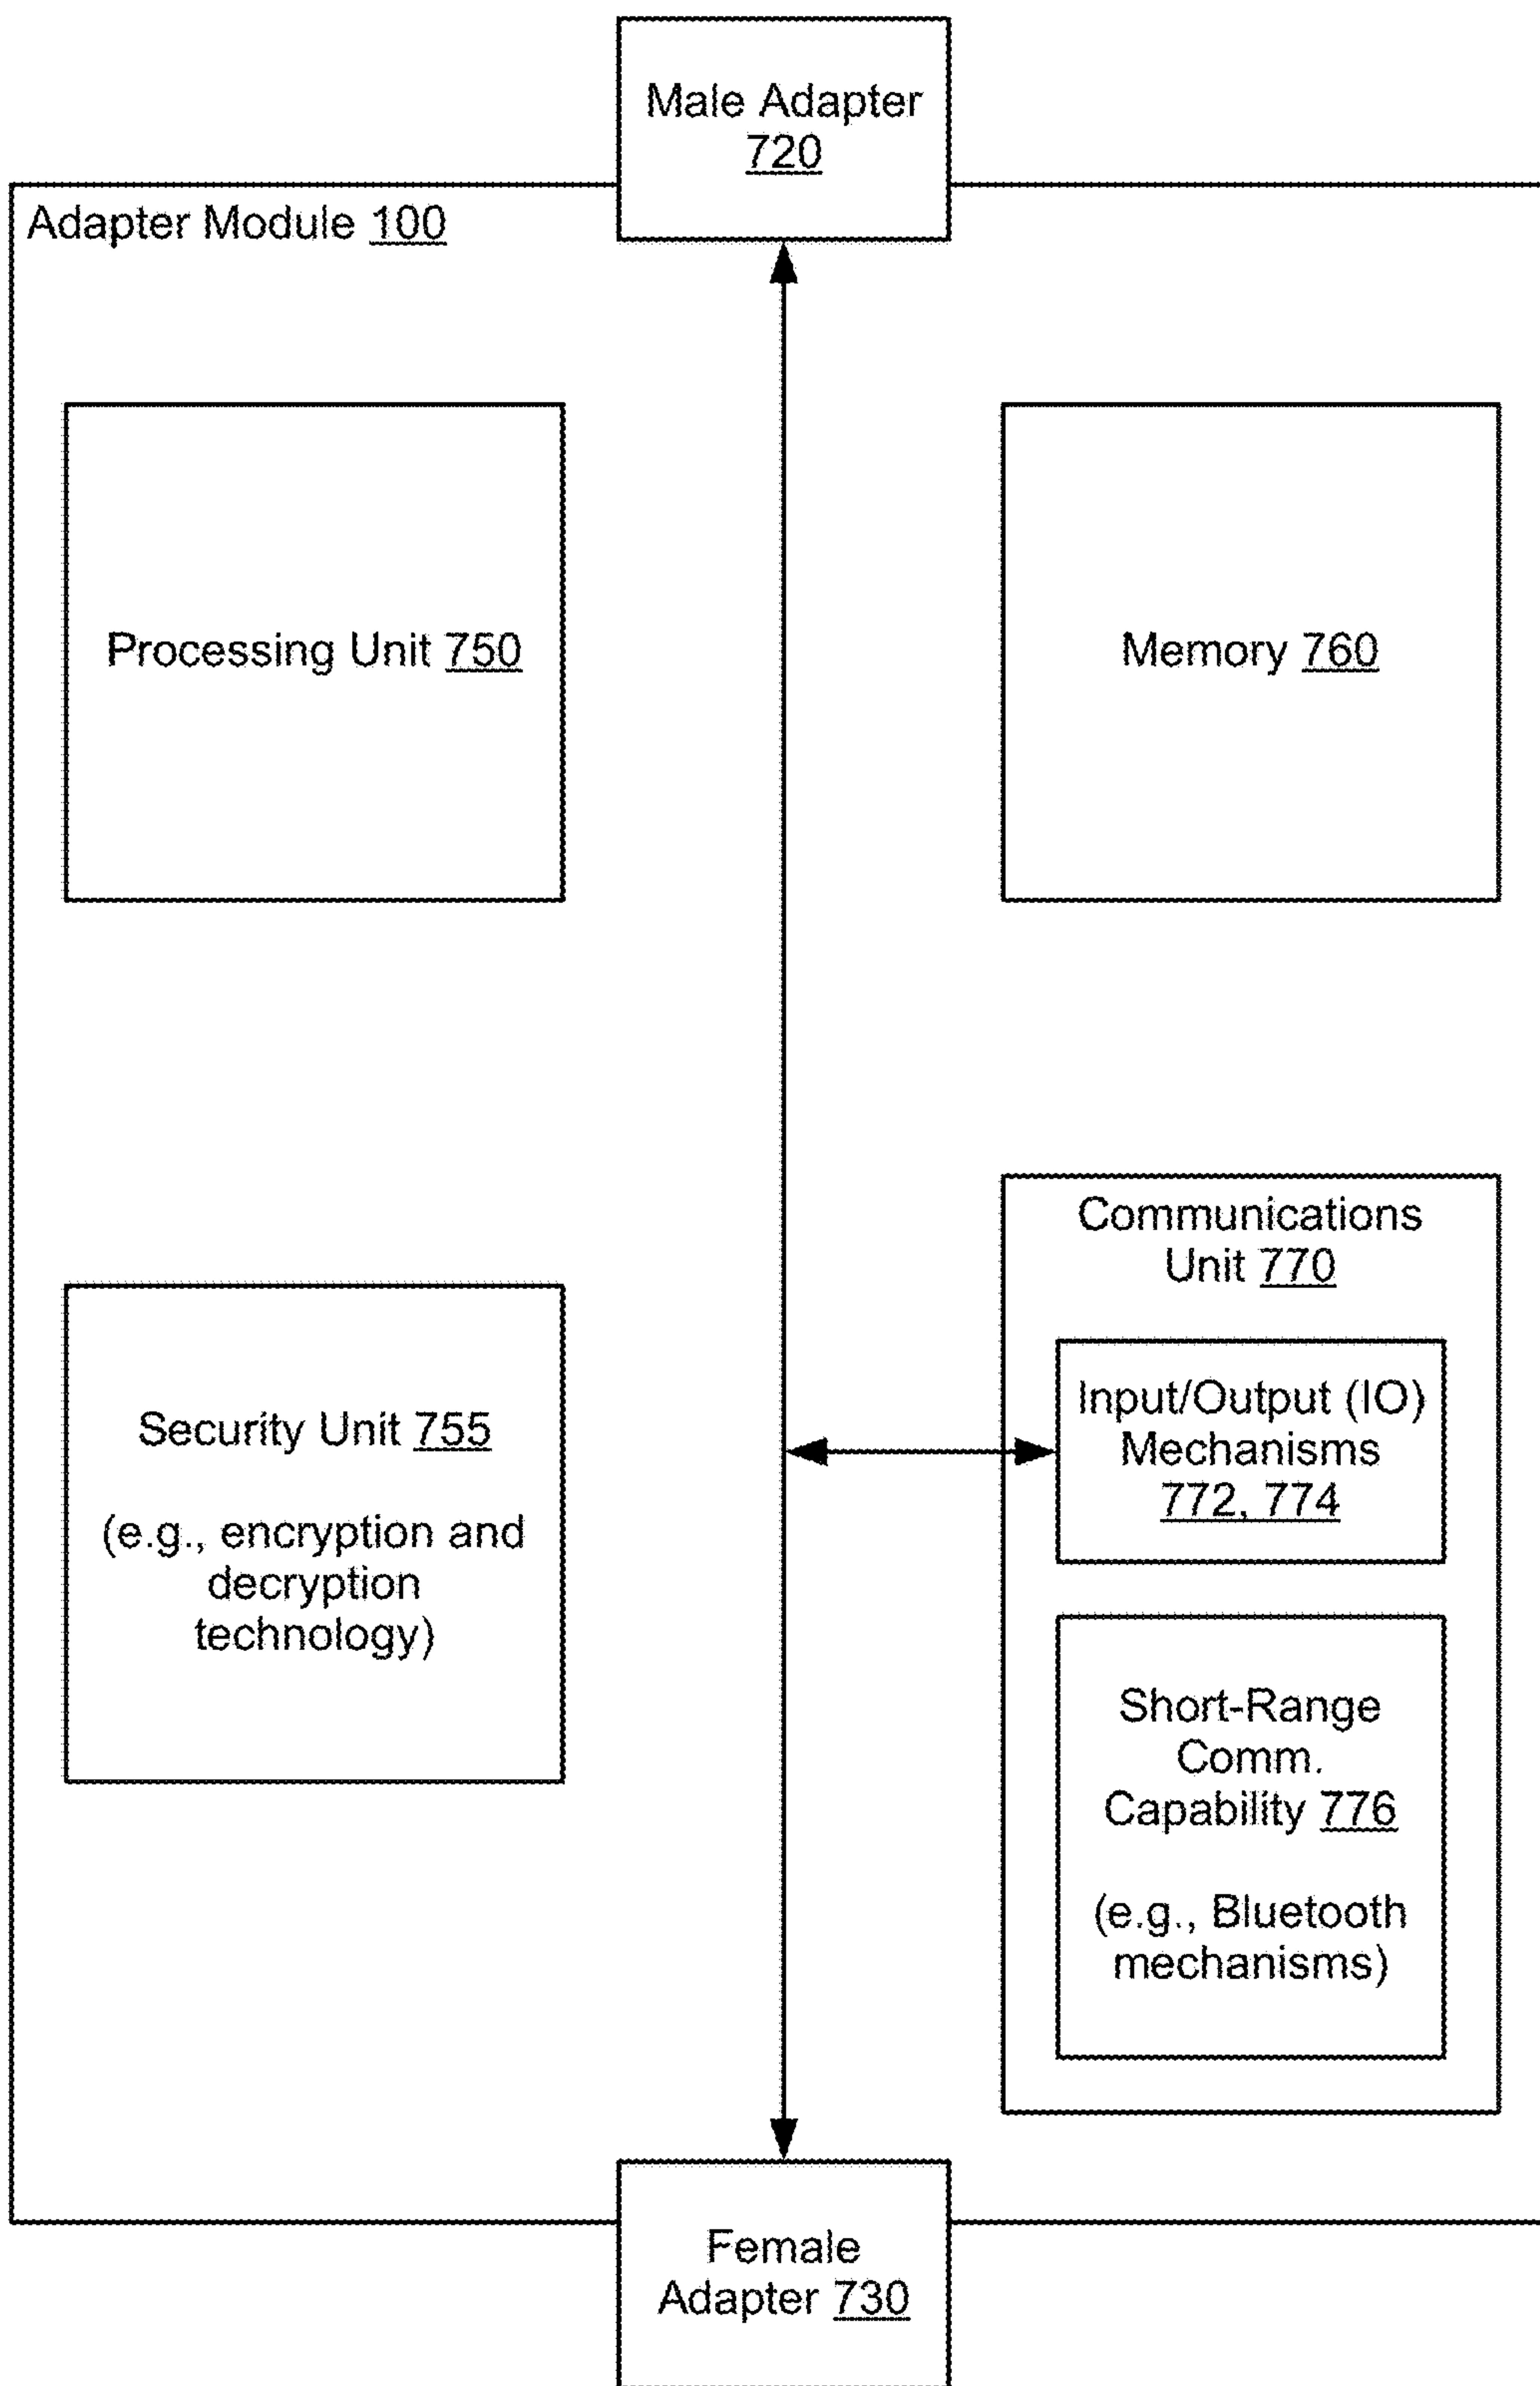 Male Adapter
720
Adapter Module 100
Processing Unit 750
Memory 760
Communications
Unit 770
Input/Output (IO)
Mechanisms
772, 774
Security Unit 755
(e.g., encryption and
decryption
technology)
Short-Range
Comm.
Capability 776
(e.g., Bluetooth
mechanisms)
Female
Adapter 730